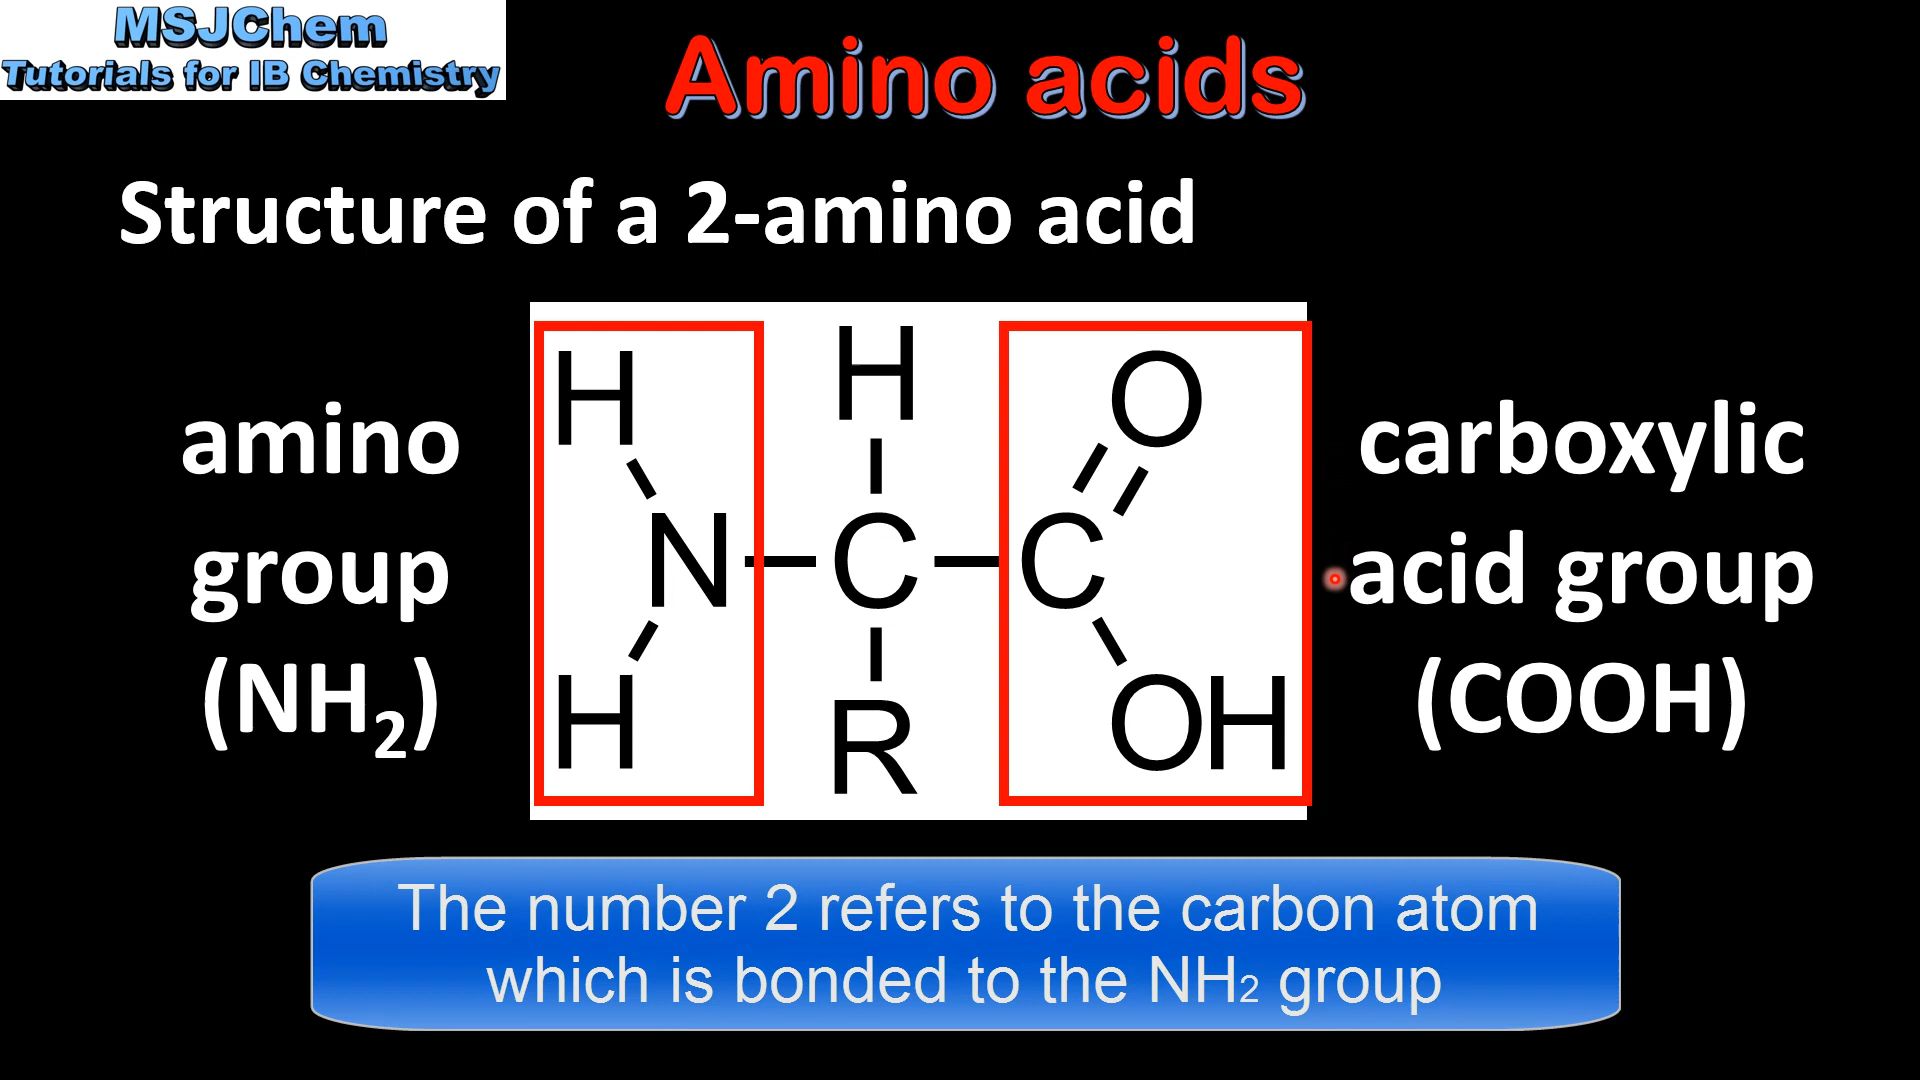 MSJChem
Tutorials for IB Chemistry
Amino acids
Structure of a 2-amino acid
amino
group
(NH₂)
H
H
O
N
C
C
H
R
OH
carboxylic
acid group
(COOH)
The number 2 refers to the carbon atom
which is bonded to the NH₂ group